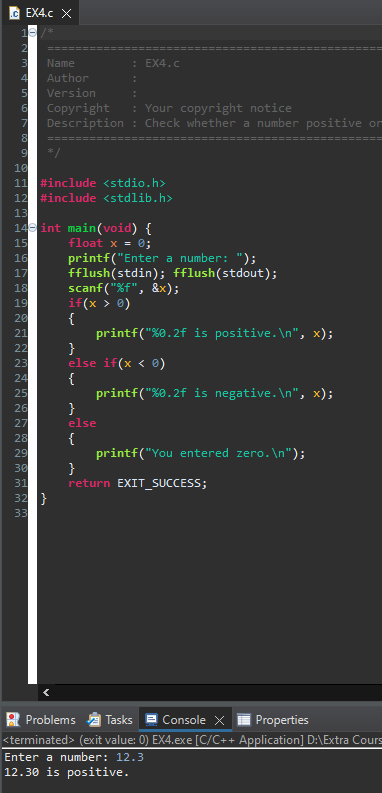 EX4.c
1 /*
2 ============================================
3 Name : EX4.c
4 Author :
5 Version :
6 Copyright : Your copyright notice
7 Description : Check whether a number positive or
8 ============================================
9 */
10
11 #include <stdio.h>
12 #include <stdlib.h>
13
14 int main(void) {
15 float x = 0;
16 printf("Enter a number: ");
17 fflush(stdin); fflush(stdout);
18 scanf("%f", &x);
19 if(x > 0)
20 {
21 printf("%0.2f is positive.\n", x);
22 }
23 else if(x < 0)
24 {
25 printf("%0.2f is negative.\n", x);
26 }
27 else
28 {
29 printf("You entered zero.\n");
30 }
31 return EXIT_SUCCESS;
32 }
33
Problems Tasks Console Properties
<terminated> (exit value: 0) EX4.exe [C/C++ Application] D:\Extra Cours
Enter a number: 12.3
12.30 is positive.